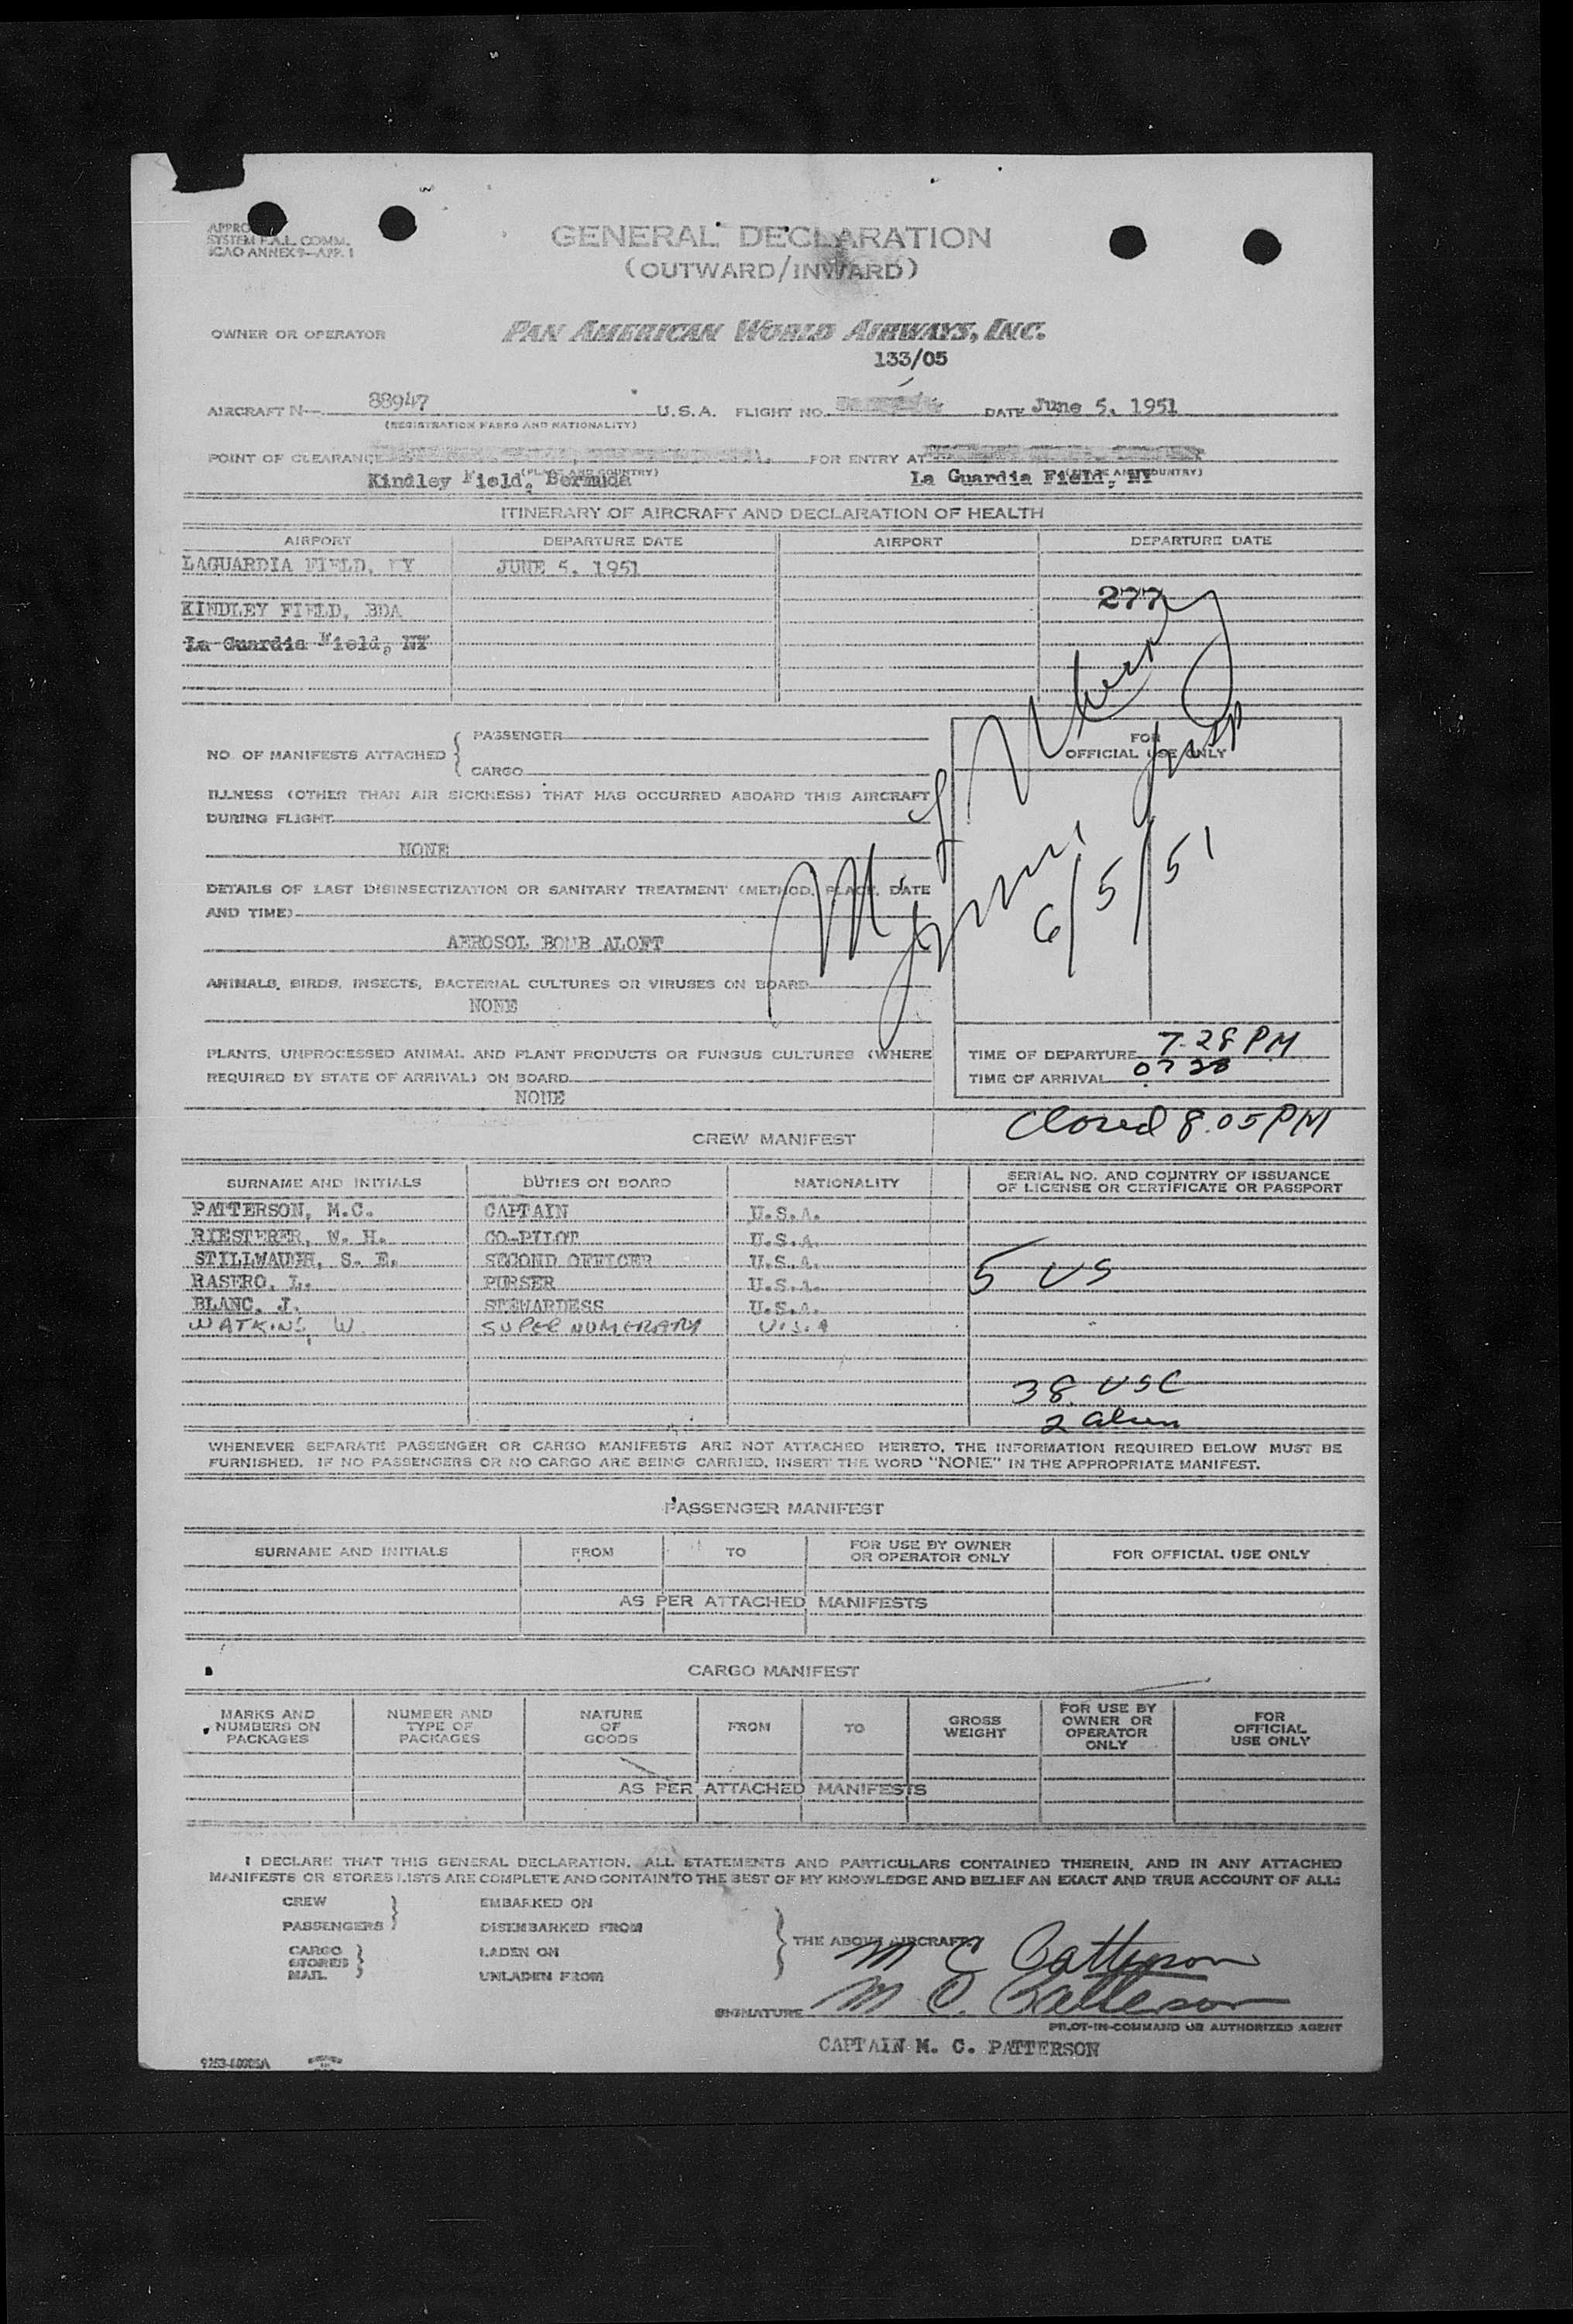 GENERAL DECLARATION
(OUTWARD/INWARD)
SYSTEM F.A.L. COMM.
ICAO ANNEX 9—APP. 1
OWNER OR OPERATOR PAN AMERICAN WORLD AIRWAYS, INC.
133/05
AIRCRAFT N— 88947 U.S.A. FLIGHT NO. DATE June 5, 1951
(REGISTRATION MARKS AND NATIONALITY)
POINT OF CLEARANCE FOR ENTRY AT
(PLACE AND COUNTRY)
Kindley Field, Bermuda La Guardia Field, NY
ITINERARY OF AIRCRAFT AND DECLARATION OF HEALTH
AIRPORT DEPARTURE DATE AIRPORT DEPARTURE DATE
LAGUARDIA FIELD, NY JUNE 5, 1951
277
KINDLEY FIELD, BDA
La Guardia Field, NY
NO. OF MANIFESTS ATTACHED { PASSENGER
CARGO
FOR
OFFICIAL USE ONLY
ILLNESS (OTHER THAN AIR SICKNESS) THAT HAS OCCURRED ABOARD THIS AIRCRAFT
DURING FLIGHT
NONE
6/5/51
DETAILS OF LAST DISINSECTIZATION OR SANITARY TREATMENT (METHOD, PLACE, DATE
AND TIME)
AEROSOL BOMB ALOFT
ANIMALS, BIRDS, INSECTS, BACTERIAL CULTURES OR VIRUSES ON BOARD
NONE
PLANTS, UNPROCESSED ANIMAL AND PLANT PRODUCTS OR FUNGUS CULTURES (WHERE
REQUIRED BY STATE OF ARRIVAL) ON BOARD
NONE
TIME OF DEPARTURE 7.28 PM
TIME OF ARRIVAL 07 28
Closed 8.05 PM
CREW MANIFEST
SURNAME AND INITIALS DUTIES ON BOARD NATIONALITY SERIAL NO. AND COUNTRY OF ISSUANCE
OF LICENSE OR CERTIFICATE OR PASSPORT
PATTERSON, M.C. CAPTAIN U.S.A.
RIESTERER, W. H. CO-PILOT U.S.A.
STILLWAUGH, S. E. SECOND OFFICER U.S.A.
5 US
RASERO, L. PURSER U.S.A.
BLANC, J. STEWARDESS U.S.A.
WATKINS, W. SUPERNUMERARY U.S.A
38 USC
2 alien
WHENEVER SEPARATE PASSENGER OR CARGO MANIFESTS ARE NOT ATTACHED HERETO, THE INFORMATION REQUIRED BELOW MUST BE
FURNISHED. IF NO PASSENGERS OR NO CARGO ARE BEING CARRIED, INSERT THE WORD "NONE" IN THE APPROPRIATE MANIFEST.
PASSENGER MANIFEST
SURNAME AND INITIALS FROM TO FOR USE BY OWNER
OR OPERATOR ONLY FOR OFFICIAL USE ONLY
AS PER ATTACHED MANIFESTS
CARGO MANIFEST
MARKS AND
NUMBERS ON
PACKAGES
NUMBER AND
TYPE OF
PACKAGES
NATURE
OF
GOODS
FROM
TO
GROSS
WEIGHT
FOR USE BY
OWNER OR
OPERATOR
ONLY
FOR
OFFICIAL
USE ONLY
AS PER ATTACHED MANIFESTS
I DECLARE THAT THIS GENERAL DECLARATION, ALL STATEMENTS AND PARTICULARS CONTAINED THEREIN, AND IN ANY ATTACHED
MANIFESTS OR STORES LISTS ARE COMPLETE AND CONTAIN TO THE BEST OF MY KNOWLEDGE AND BELIEF AN EXACT AND TRUE ACCOUNT OF ALL:
CREW EMBARKED ON
PASSENGERS DISEMBARKED FROM
THE ABOVE AIRCRAFT.
CARGO LADEN ON
STORES
MAIL UNLADEN FROM
M C Patterson
SIGNATURE M. C. Patterson
PILOT-IN-COMMAND OR AUTHORIZED AGENT
CAPTAIN M. C. PATTERSON